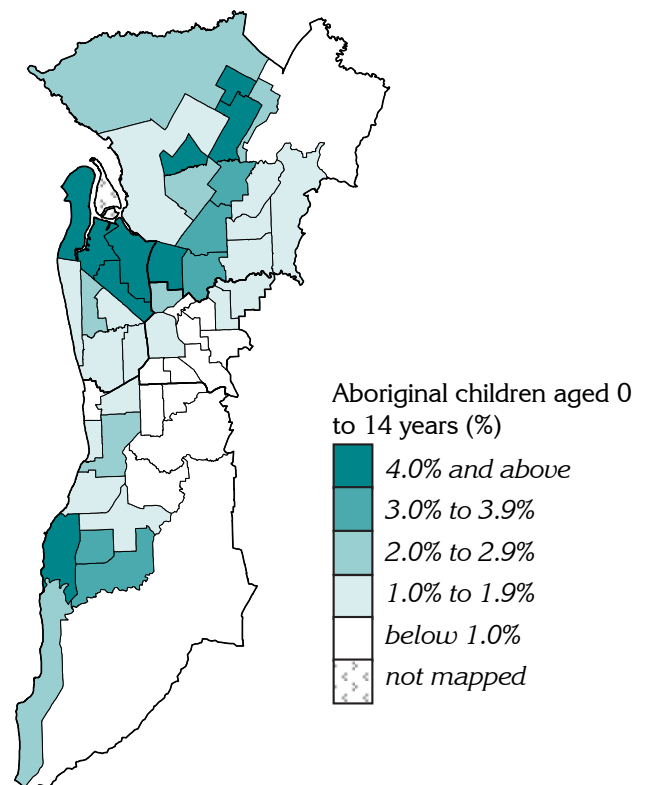 Aboriginal children aged 0
to 14 years (%)
4.0% and above
3.0% to 3.9%
2.0% to 2.9%
1.0% to 1.9%
below 1.0%
not mapped